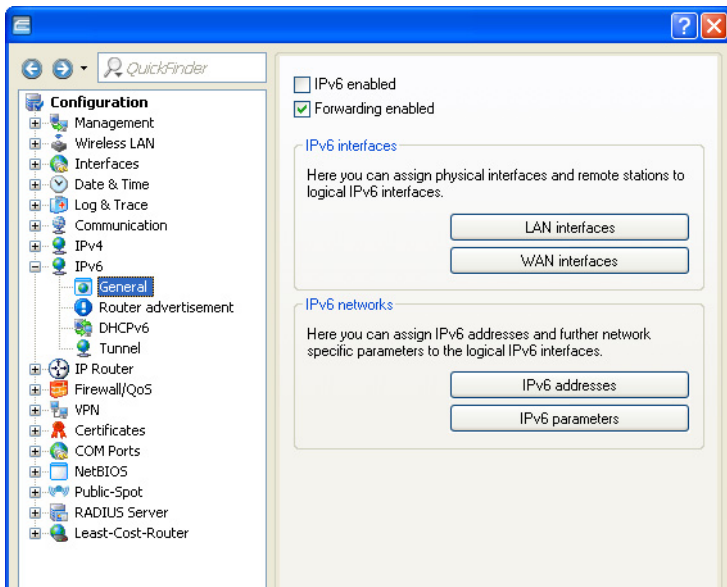 QuickFinder
Configuration
Management
Wireless LAN
Interfaces
Date & Time
Log & Trace
Communication
IPv4
IPv6
General
Router advertisement
DHCPv6
Tunnel
IP Router
Firewall/QoS
VPN
Certificates
COM Ports
NetBIOS
Public-Spot
RADIUS Server
Least-Cost-Router
IPv6 enabled
Forwarding enabled
IPv6 interfaces
Here you can assign physical interfaces and remote stations to
logical IPv6 interfaces.
LAN interfaces
WAN interfaces
IPv6 networks
Here you can assign IPv6 addresses and further network
specific parameters to the logical IPv6 interfaces.
IPv6 addresses
IPv6 parameters